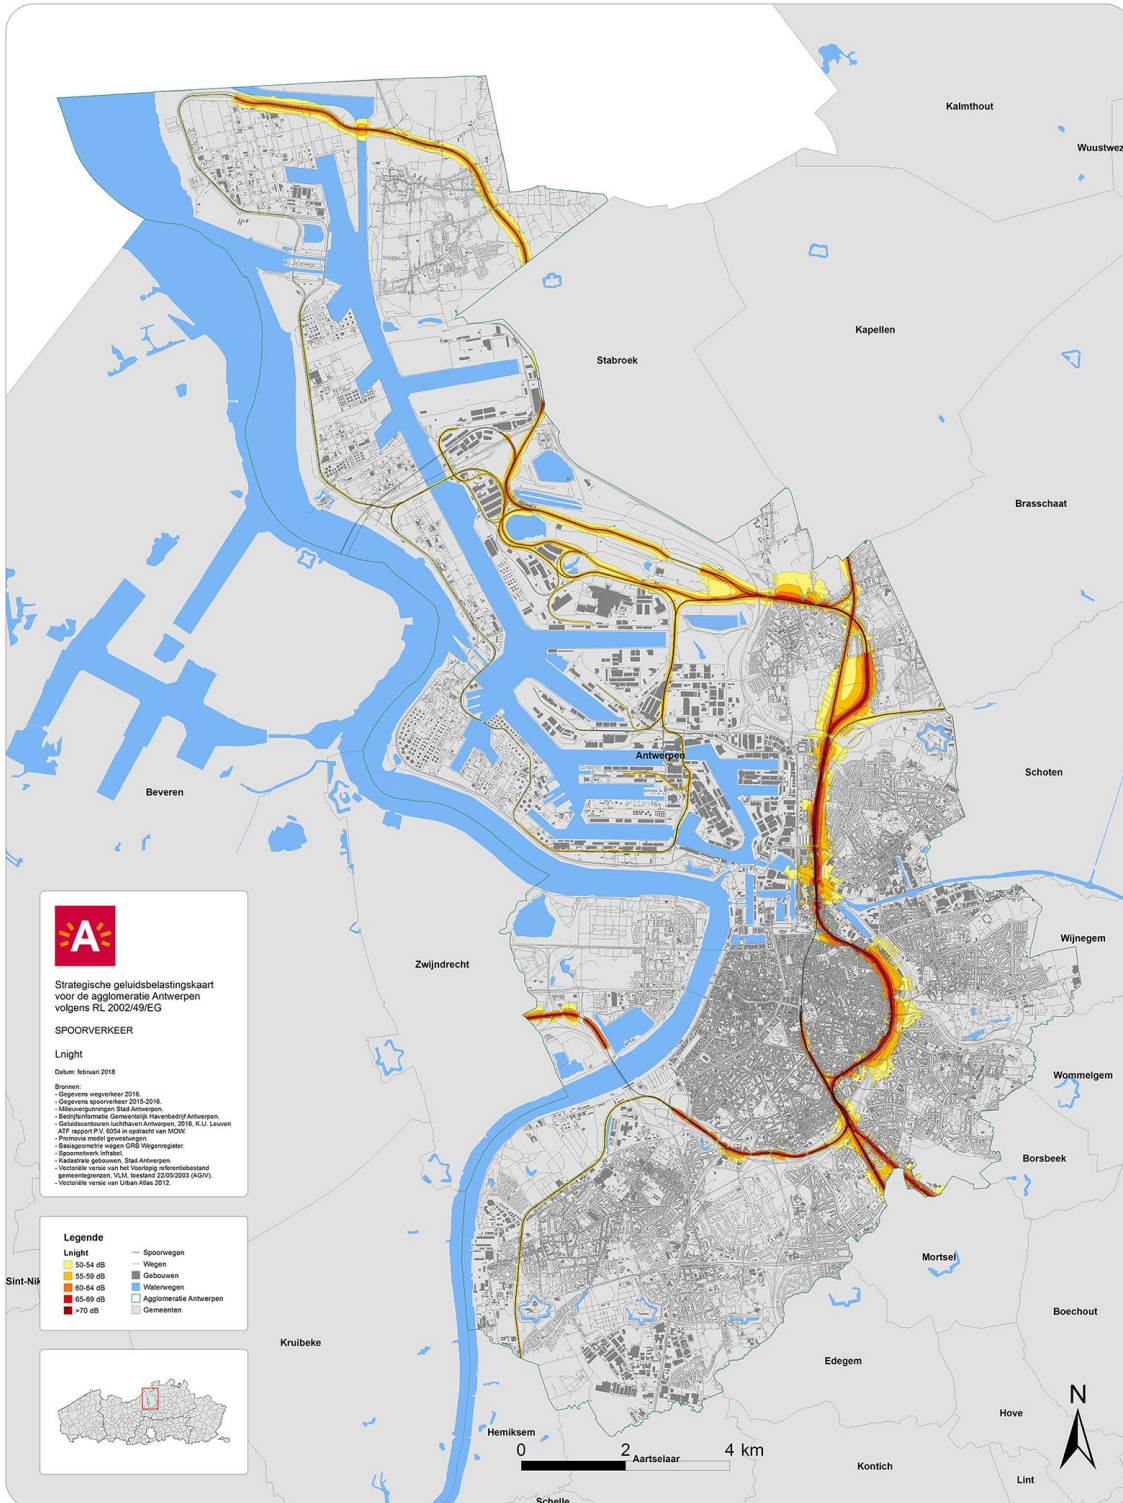 Kalmthout
Wuustwez
Kapellen
Stabroek
Brasschaat
Antwerpen
Schoten
Beveren
Wijnegem
Zwijndrecht
Wommelgem
Borsbeek
Mortsel
Boechout
Sint-Nik
Kruibeke
Edegem
Hove
Hemiksem
Aartselaar
Kontich
Lint
Schelle
A
Strategische geluidsbelastingskaart
voor de agglomeratie Antwerpen
volgens RL 2002/49/EG
SPOORVERKEER
Lnight
Datum: februari 2018
Bronnen:
- Gegevens wegverkeer 2016.
- Gegevens spoorverkeer 2015-2016.
- Milieuvergunningen Stad Antwerpen.
- Bedrijfsinformatie Gemeentelijk Havenbedrijf Antwerpen.
- Geluidscontouren luchthaven Antwerpen, 2016, K.U. Leuven
ATF rapport P.V. 6054 in opdracht van MOW.
- Promovia model gewestwegen.
- Basisgeometrie wegen GRB Wegenregister.
- Spoornetwerk Infrabel.
- Kadastrale gebouwen, Stad Antwerpen.
- Vectoriële versie van het Voorlopig referentiebestand
gemeentegrenzen, VLM, toestand 22/05/2003 (AGIV).
- Vectoriële versie van Urban Atlas 2012.
Legende
Lnight
50-54 dB
55-59 dB
60-64 dB
65-69 dB
>70 dB
Spoorwegen
Wegen
Gebouwen
Waterwegen
Agglomeratie Antwerpen
Gemeenten
N
0 2 4 km